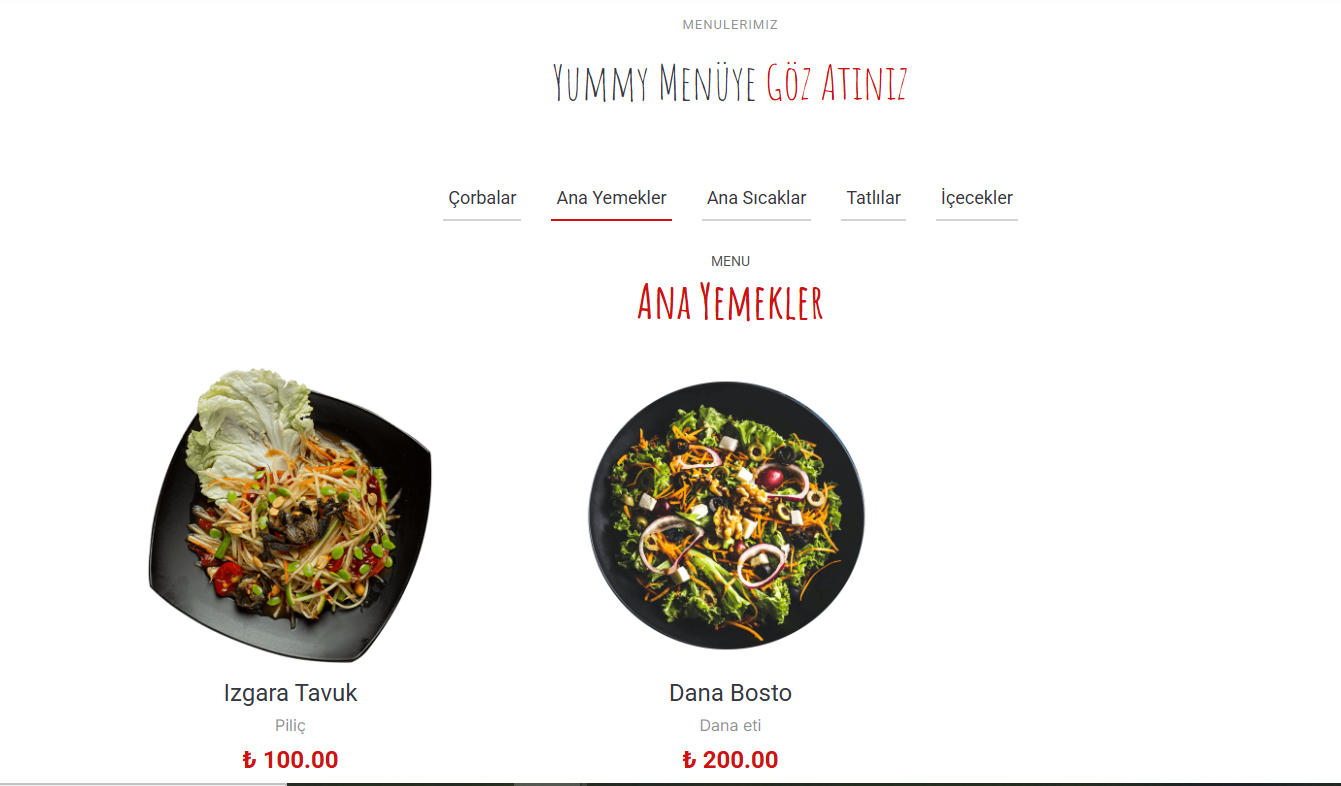 MENULERIMIZ
Yummy Menüye Göz Atınız
Çorbalar Ana Yemekler Ana Sıcaklar Tatlılar İçecekler
MENU
Ana Yemekler
Izgara Tavuk
Piliç
₺ 100.00
Dana Bosto
Dana eti
₺ 200.00